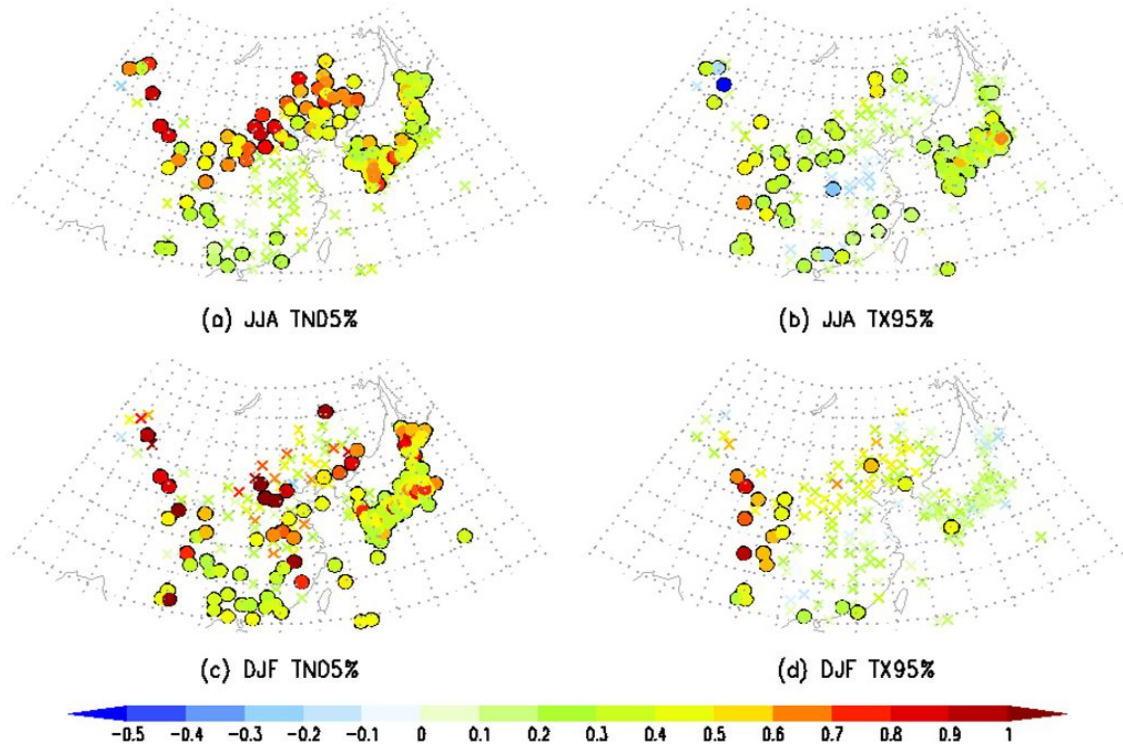 (a) JJA TN05%
(b) JJA TX95%
(c) DJF TN05%
(d) DJF TX95%
-0.5 -0.4 -0.3 -0.2 -0.1 0 0.1 0.2 0.3 0.4 0.5 0.6 0.7 0.8 0.9 1